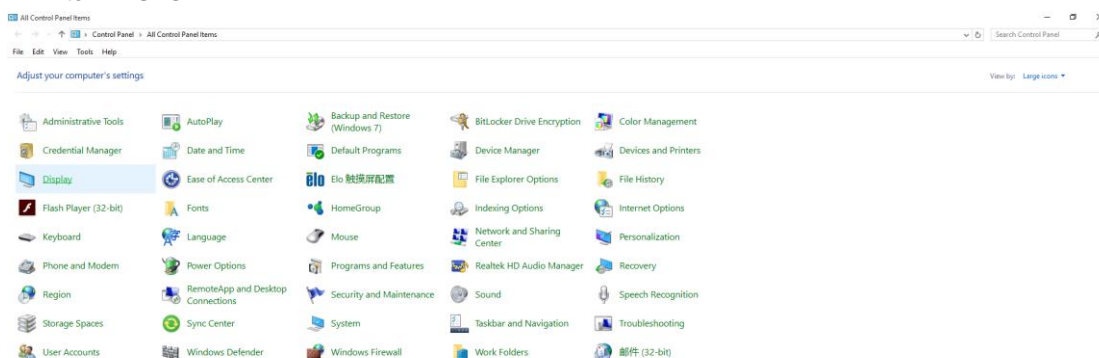 All Control Panel Items
Control Panel › All Control Panel Items
Search Control Panel
File Edit View Tools Help
Adjust your computer's settings
View by: Large icons
Administrative Tools
AutoPlay
Backup and Restore
(Windows 7)
BitLocker Drive Encryption
Color Management
Credential Manager
Date and Time
Default Programs
Device Manager
Devices and Printers
Display
Ease of Access Center
Elo 触摸屏配置
File Explorer Options
File History
Flash Player (32-bit)
Fonts
HomeGroup
Indexing Options
Internet Options
Keyboard
Language
Mouse
Network and Sharing
Center
Personalization
Phone and Modem
Power Options
Programs and Features
Realtek HD Audio Manager
Recovery
Region
RemoteApp and Desktop
Connections
Security and Maintenance
Sound
Speech Recognition
Storage Spaces
Sync Center
System
Taskbar and Navigation
Troubleshooting
User Accounts
Windows Defender
Windows Firewall
Work Folders
邮件 (32-bit)